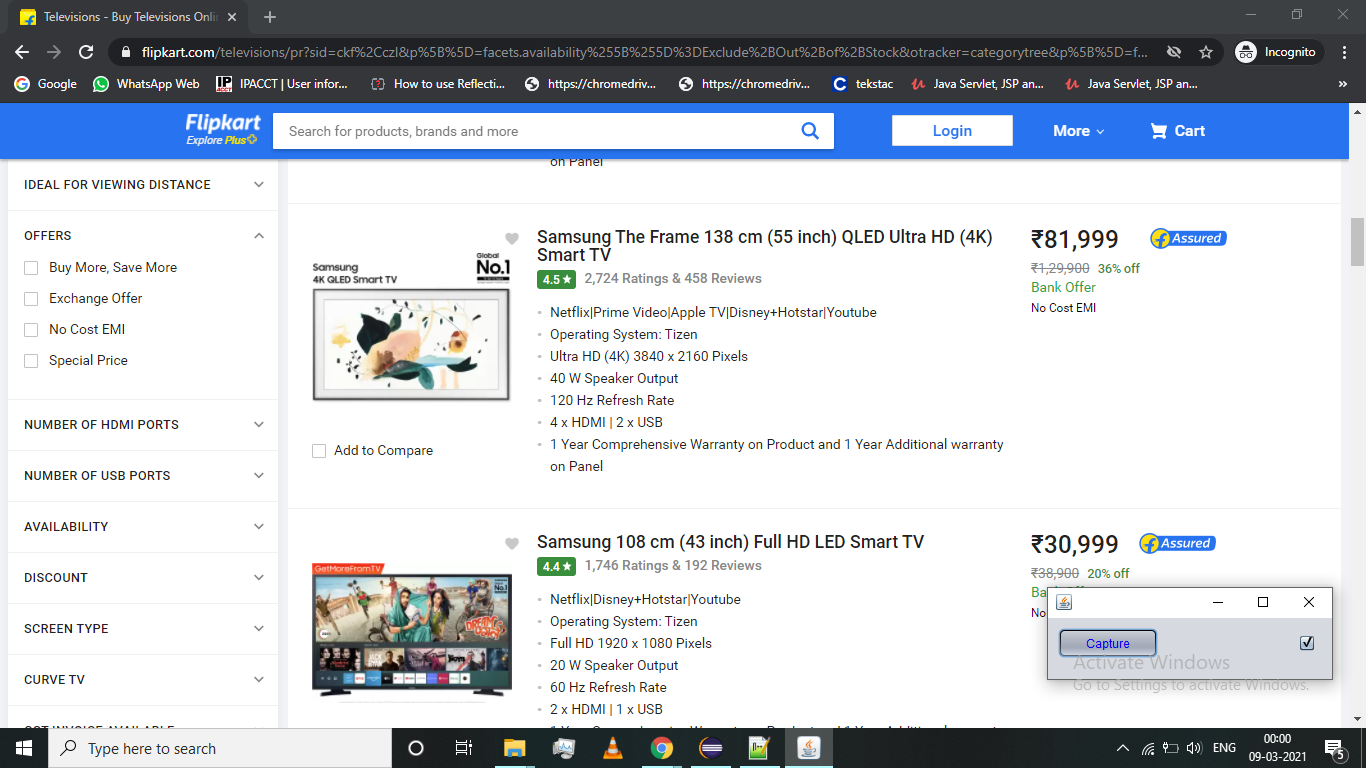 Televisions - Buy Televisions Onli
flipkart.com/televisions/pr?sid=ckf%2Cczl&p%5B%5D=facets.availability%255B%255D%3DExclude%2BOut%2Bof%2BStock&otracker=categorytree&p%5B%5D=f...
Incognito
Google
WhatsApp Web
IPACCT | User infor...
How to use Reflecti...
https://chromedriv...
https://chromedriv...
tekstac
Java Servlet, JSP an...
Java Servlet, JSP an...
»
Flipkart
Explore Plus
Search for products, brands and more
Login
More
Cart
IDEAL FOR VIEWING DISTANCE
OFFERS
Buy More, Save More
Exchange Offer
No Cost EMI
Special Price
NUMBER OF HDMI PORTS
NUMBER OF USB PORTS
AVAILABILITY
DISCOUNT
SCREEN TYPE
CURVE TV
on Panel
Samsung
4K QLED Smart TV
Global
No.1
Add to Compare
Samsung The Frame 138 cm (55 inch) QLED Ultra HD (4K)
Smart TV
4.5 ★ 2,724 Ratings & 458 Reviews
Netflix|Prime Video|Apple TV|Disney+Hotstar|Youtube
Operating System: Tizen
Ultra HD (4K) 3840 x 2160 Pixels
40 W Speaker Output
120 Hz Refresh Rate
4 x HDMI | 2 x USB
1 Year Comprehensive Warranty on Product and 1 Year Additional warranty
on Panel
₹81,999
Assured
₹1,29,900 36% off
Bank Offer
No Cost EMI
GetMoreFromTV
Samsung 108 cm (43 inch) Full HD LED Smart TV
4.4 ★ 1,746 Ratings & 192 Reviews
Netflix|Disney+Hotstar|Youtube
Operating System: Tizen
Full HD 1920 x 1080 Pixels
20 W Speaker Output
60 Hz Refresh Rate
2 x HDMI | 1 x USB
₹30,999
Assured
₹38,900 20% off
Capture
Activate Windows
Go to Settings to activate Windows.
Type here to search
ENG
00:00
09-03-2021
5